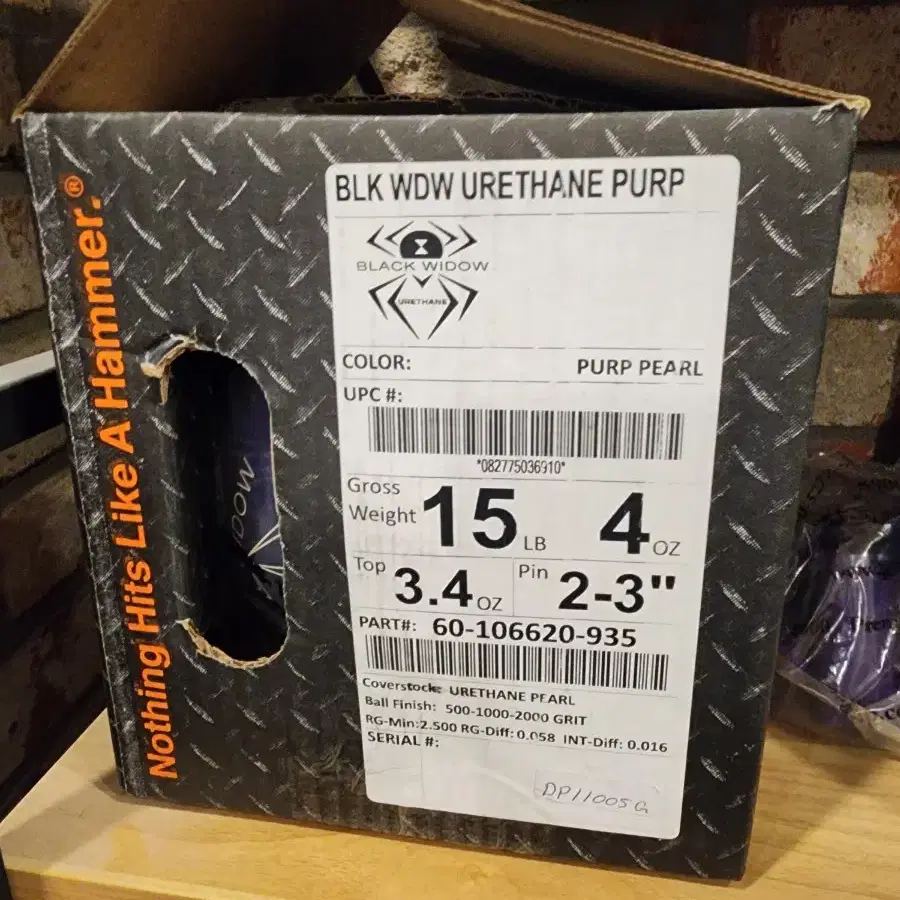 Nothing Hits Like A Hammer.®
BLK WDW URETHANE PURP
BLACK WIDOW
URETHANE
COLOR: PURP PEARL
UPC #:
*082775036910*
Gross Weight 15 LB 4 OZ
Top 3.4 OZ Pin 2-3"
PART#: 60-106620-935
Coverstock: URETHANE PEARL
Ball Finish: 500-1000-2000 GRIT
RG-Min:2.500 RG-Diff: 0.058 INT-Diff: 0.016
SERIAL #:
DP11005G